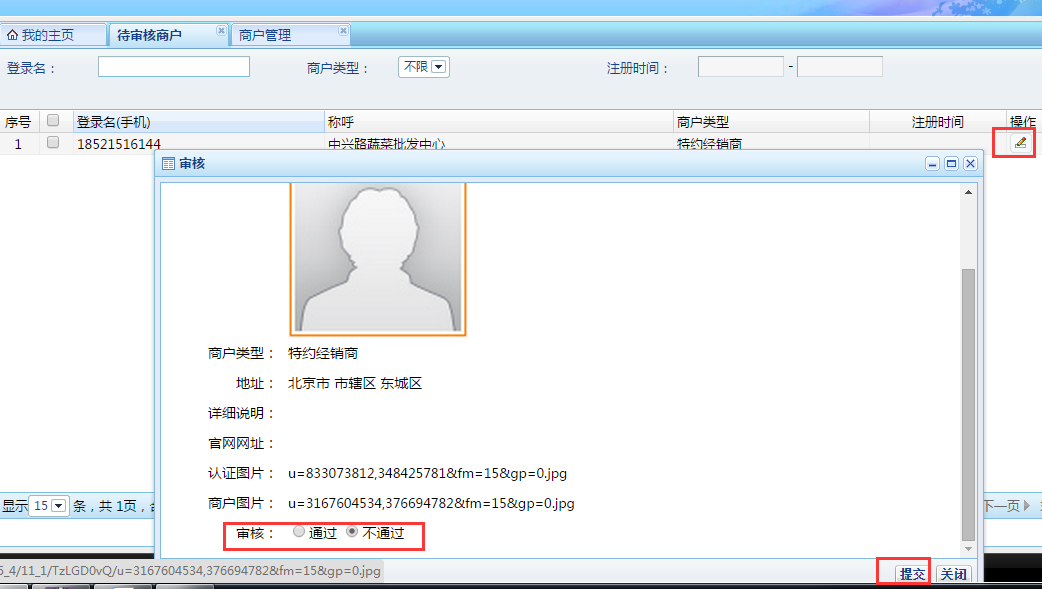 我的主页 待审核商户 商户管理
登录名： 商户类型： 不限 注册时间： -
序号 登录名(手机) 称呼 商户类型 注册时间 操作
1 18521516144 中兴路蔬菜批发中心 特约经销商
审核
商户类型： 特约经销商
地址： 北京市 市辖区 东城区
详细说明：
官网网址：
认证图片： u=833073812,348425781&fm=15&gp=0.jpg
商户图片： u=3167604534,376694782&fm=15&gp=0.jpg
显示 15 条，共 1页， 下一页
审核： 通过 不通过
5_4/11_1/TzLGD0vQ/u=3167604534,376694782&fm=15&gp=0.jpg
提交 关闭